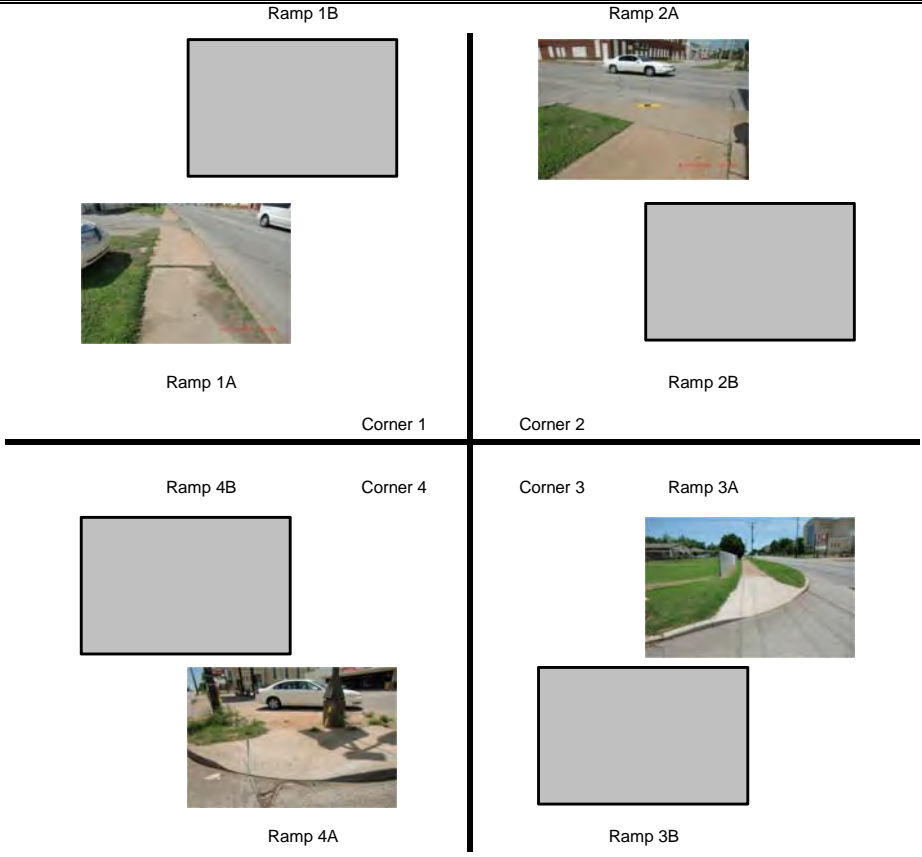 Ramp 1B
Ramp 2A
Ramp 1A
Ramp 2B
Corner 1
Corner 2
Ramp 4B
Corner 4
Corner 3
Ramp 3A
Ramp 4A
Ramp 3B